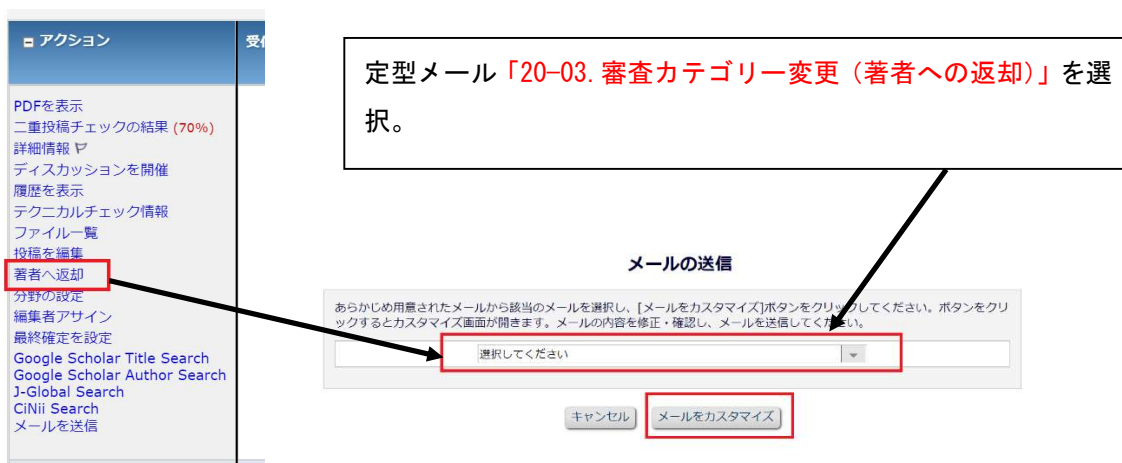 アクション
受
定型メール「20-03. 審査カテゴリー変更（著者への返却）」を選
択。
PDFを表示
二重投稿チェックの結果 (70%)
詳細情報
ディスカッションを開催
履歴を表示
テクニカルチェック情報
ファイル一覧
投稿を編集
著者へ返却
分野の設定
編集者アサイン
最終確定を設定
Google Scholar Title Search
Google Scholar Author Search
J-Global Search
CiNii Search
メールを送信
メールの送信
あらかじめ用意されたメールから該当のメールを選択し、[メールをカスタマイズ]ボタンをクリックしてください。ボタンをクリ
ックするとカスタマイズ画面が開きます。メールの内容を修正・確認し、メールを送信してください。
選択してください
キャンセル
メールをカスタマイズ